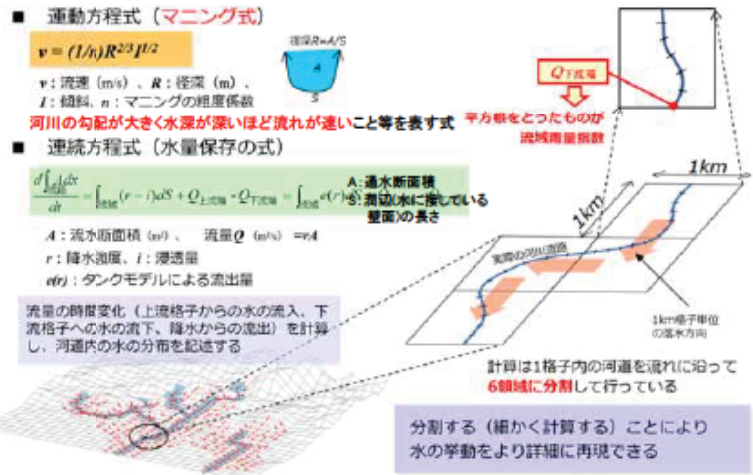 ■ 運動方程式（マニング式）
v = (1/n)R^{2/3}I^{1/2}
径深R=A/S
A
S
v：流速（m/s）、R：径深（m）、
I：傾斜、n：マニングの粗度係数
河川の勾配が大きく水深が深いほど流れが速いこと等を表す式
■ 連続方程式（水量保存の式）
A：通水断面積
S：潤辺（水に接している
壁面）の長さ
A：流水断面積（m²）、 流量Q（m³/s）=vA
r：降水強度、i：浸透量
e(r)：タンクモデルによる流出量
流量の時間変化（上流格子からの水の流入、下
流格子への水の流下、降水からの流出）を計算
し、河道内の水の分布を記述する
Q下流端
平方根をとったものが
流域雨量指数
1km
1km
実際の河川流路
1km格子単位
の落水方向
計算は1格子内の河道を流れに沿って
6領域に分割して行っている
分割する（細かく計算する）ことにより
水の挙動をより詳細に再現できる